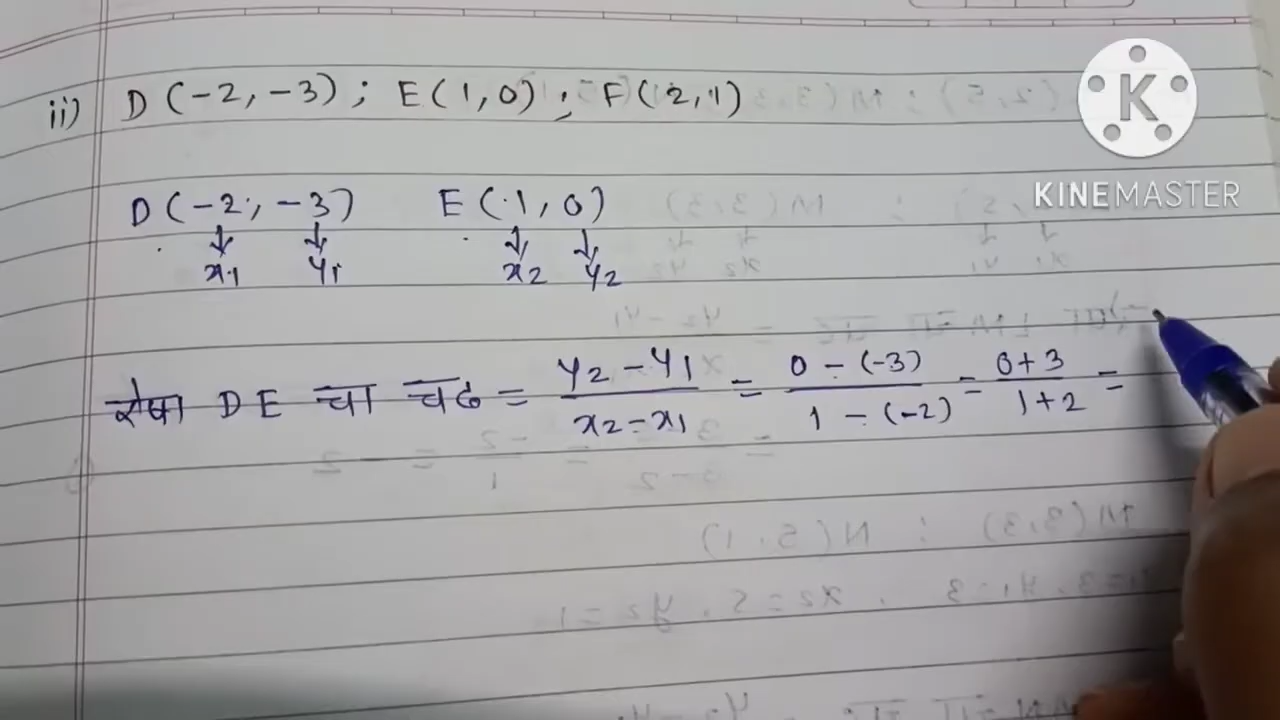 ii) D (-2, -3) ; E (1, 0) ; F (2, 1)
KINEMASTER
D (-2, -3) E (1, 0)
x1 y1 x2 y2
रेषा DE चा चढ = y2 - y1 / x2 - x1 = 0 - (-3) / 1 - (-2) = 0 + 3 / 1 + 2 =